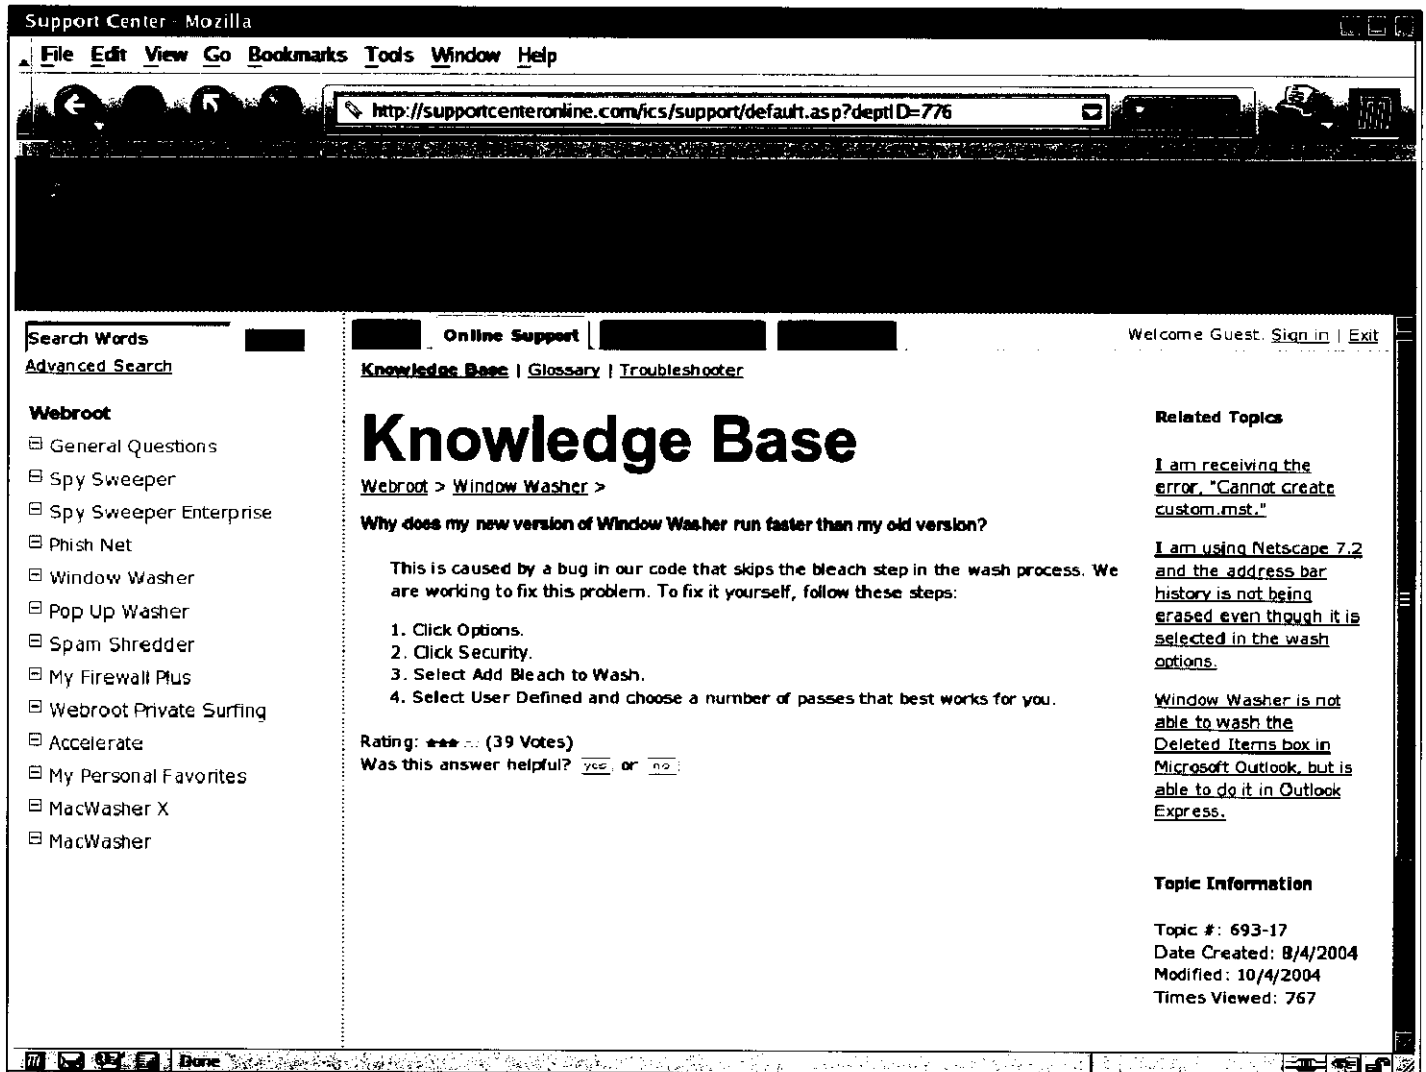 Support Center - Mozilla
File Edit View Go Bookmarks Tools Window Help
http://supportcenteronline.com/ics/support/default.asp?deptID=776
Search Words
Advanced Search
Webroot
General Questions
Spy Sweeper
Spy Sweeper Enterprise
Phish Net
Window Washer
Pop Up Washer
Spam Shredder
My Firewall Plus
Webroot Private Surfing
Accelerate
My Personal Favorites
MacWasher X
MacWasher
Online Support
Welcome Guest. Sign in | Exit
Knowledge Base | Glossary | Troubleshooter
Knowledge Base
Webroot > Window Washer >
Why does my new version of Window Washer run faster than my old version?
This is caused by a bug in our code that skips the bleach step in the wash process. We
are working to fix this problem. To fix it yourself, follow these steps:
1. Click Options.
2. Click Security.
3. Select Add Bleach to Wash.
4. Select User Defined and choose a number of passes that best works for you.
Rating: (39 Votes)
Was this answer helpful? yes or no
Related Topics
I am receiving the
error, "Cannot create
custom.mst."
I am using Netscape 7.2
and the address bar
history is not being
erased even though it is
selected in the wash
options.
Window Washer is not
able to wash the
Deleted Items box in
Microsoft Outlook, but is
able to do it in Outlook
Express.
Topic Information
Topic #: 693-17
Date Created: 8/4/2004
Modified: 10/4/2004
Times Viewed: 767
Done